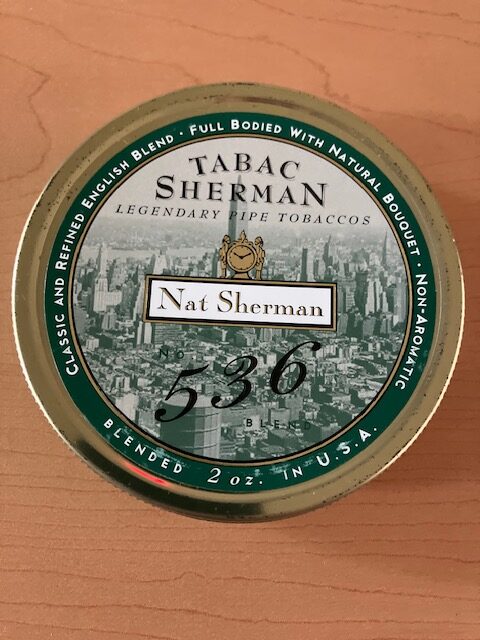 CLASSIC AND REFINED ENGLISH BLEND · FULL BODIED WITH NATURAL BOUQUET · NON-AROMATIC
TABAC
SHERMAN
LEGENDARY PIPE TOBACCOS
Nat Sherman
No.
536
BLEND
BLENDED 2 oz. IN U.S.A.